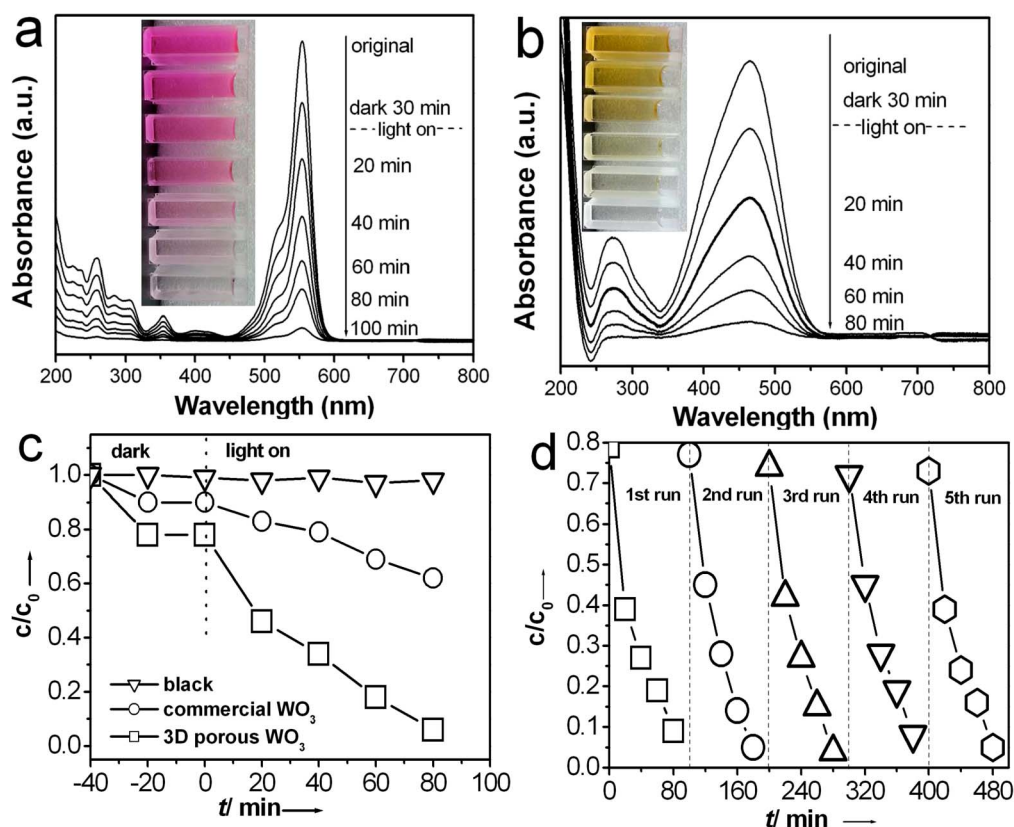 a
original
dark 30 min
---light on----
20 min
40 min
60 min
80 min
100 min
Absorbance (a.u.)
200 300 400 500 600 700 800
Wavelength (nm)
b
original
dark 30 min
----light on-----
20 min
40 min
60 min
80 min
Absorbance (a.u.)
200 300 400 500 600 700 800
Wavelength (nm)
c
dark light on
1.0
0.8
0.6
0.4
0.2
0.0
c/c₀
black
commercial WO₃
3D porous WO₃
-40 -20 0 20 40 60 80 100
t/ min
d
0.8
0.7
0.6
0.5
0.4
0.3
0.2
0.1
0.0
c/c₀
1st run 2nd run 3rd run 4th run 5th run
0 80 160 240 320 400 480
t/ min